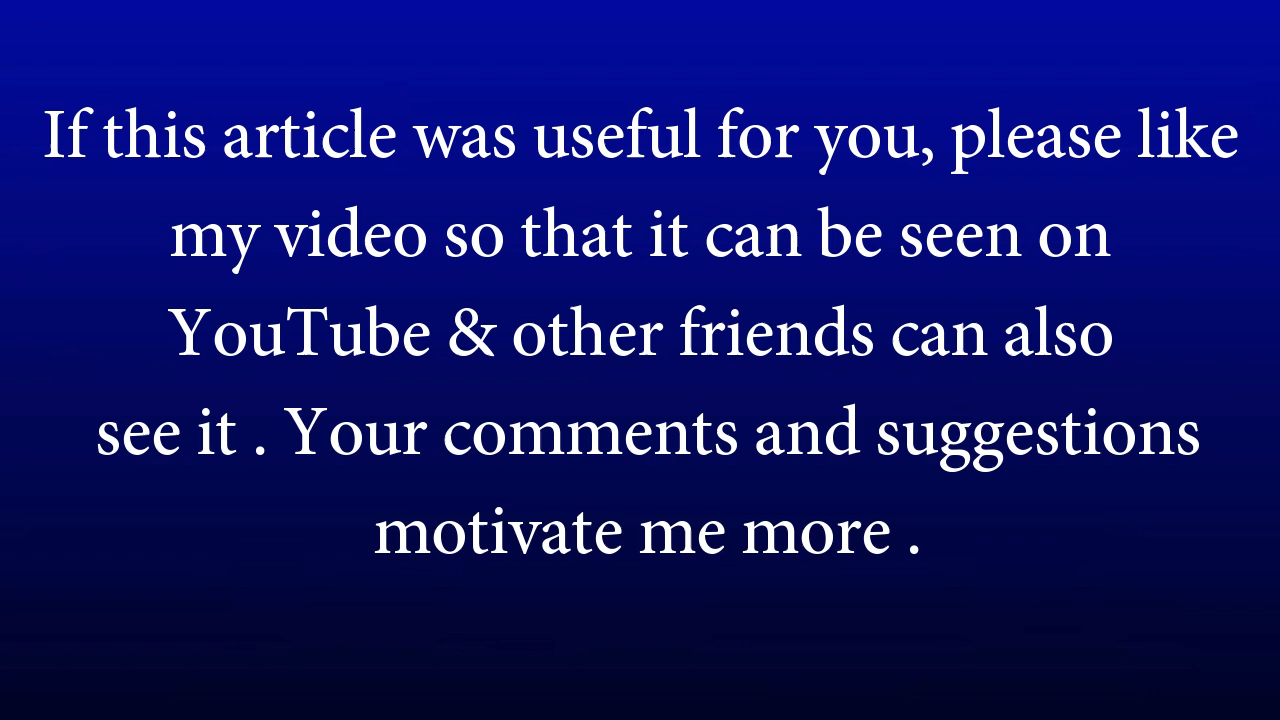 If this article was useful for you, please like
my video so that it can be seen on
YouTube & other friends can also
see it . Your comments and suggestions
motivate me more .